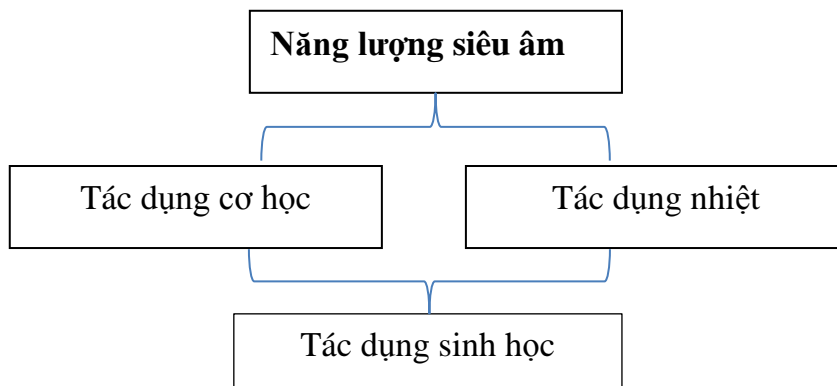 Năng lượng siêu âm
Tác dụng cơ học
Tác dụng nhiệt
Tác dụng sinh học